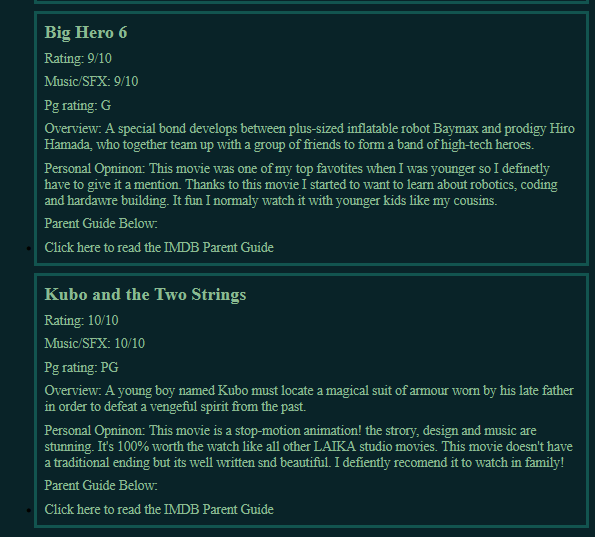 Big Hero 6
Rating: 9/10
Music/SFX: 9/10
Pg rating: G
Overview: A special bond develops between plus-sized inflatable robot Baymax and prodigy Hiro
Hamada, who together team up with a group of friends to form a band of high-tech heroes.
Personal Opninon: This movie was one of my top favotites when I was younger so I definetly
have to give it a mention. Thanks to this movie I started to want to learn about robotics, coding
and hardawre building. It fun I normaly watch it with younger kids like my cousins.
Parent Guide Below:
Click here to read the IMDB Parent Guide
Kubo and the Two Strings
Rating: 10/10
Music/SFX: 10/10
Pg rating: PG
Overview: A young boy named Kubo must locate a magical suit of armour worn by his late father
in order to defeat a vengeful spirit from the past.
Personal Opninon: This movie is a stop-motion animation! the strory, design and music are
stunning. It's 100% worth the watch like all other LAIKA studio movies. This movie doesn't have
a traditional ending but its well written snd beautiful. I defiently recomend it to watch in family!
Parent Guide Below:
Click here to read the IMDB Parent Guide